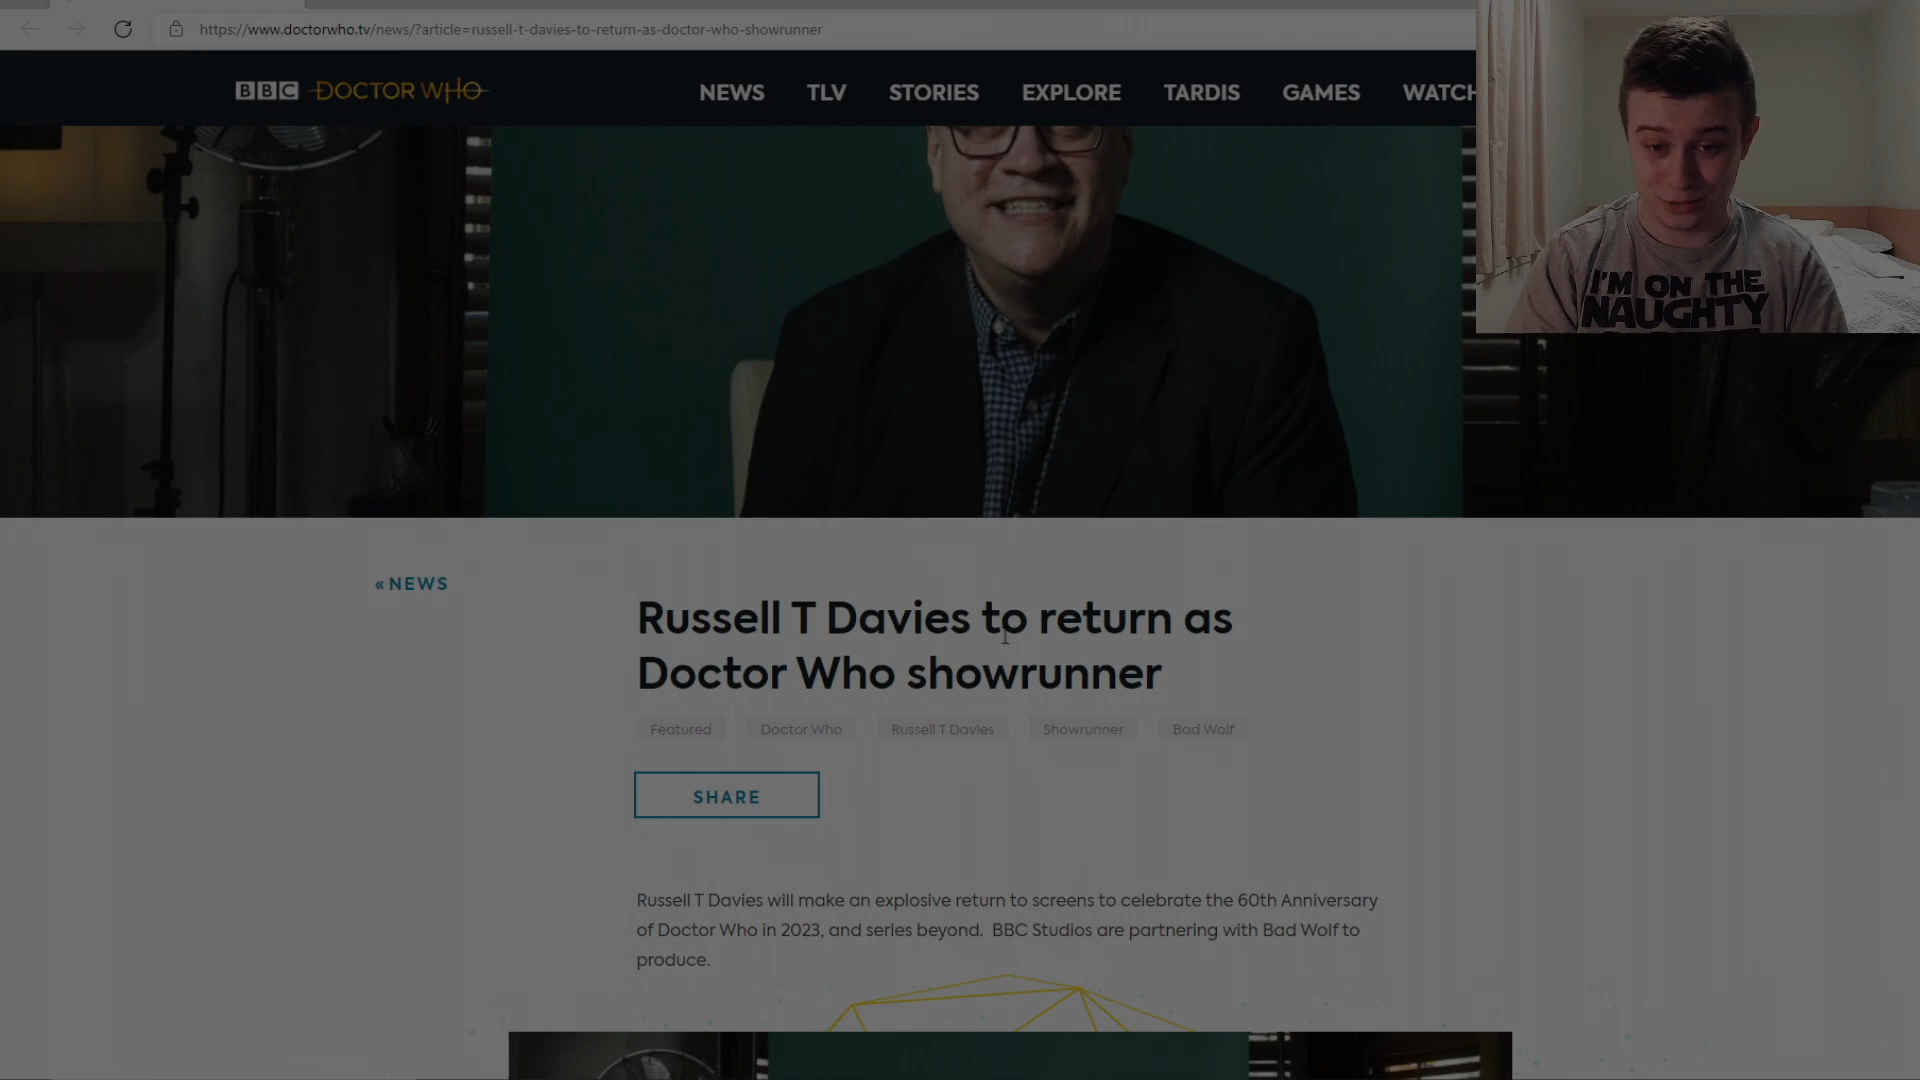 https://www.doctorwho.tv/news/?article=russell-t-davies-to-return-as-doctor-who-showrunner
BBC DOCTOR WHO NEWS TLV STORIES EXPLORE TARDIS GAMES WATCH
I'M ON THE
NAUGHTY
« NEWS
Russell T Davies to return as
Doctor Who showrunner
Featured Doctor Who Russell T Davies Showrunner Bad Wolf
SHARE
Russell T Davies will make an explosive return to screens to celebrate the 60th Anniversary
of Doctor Who in 2023, and series beyond. BBC Studios are partnering with Bad Wolf to
produce.